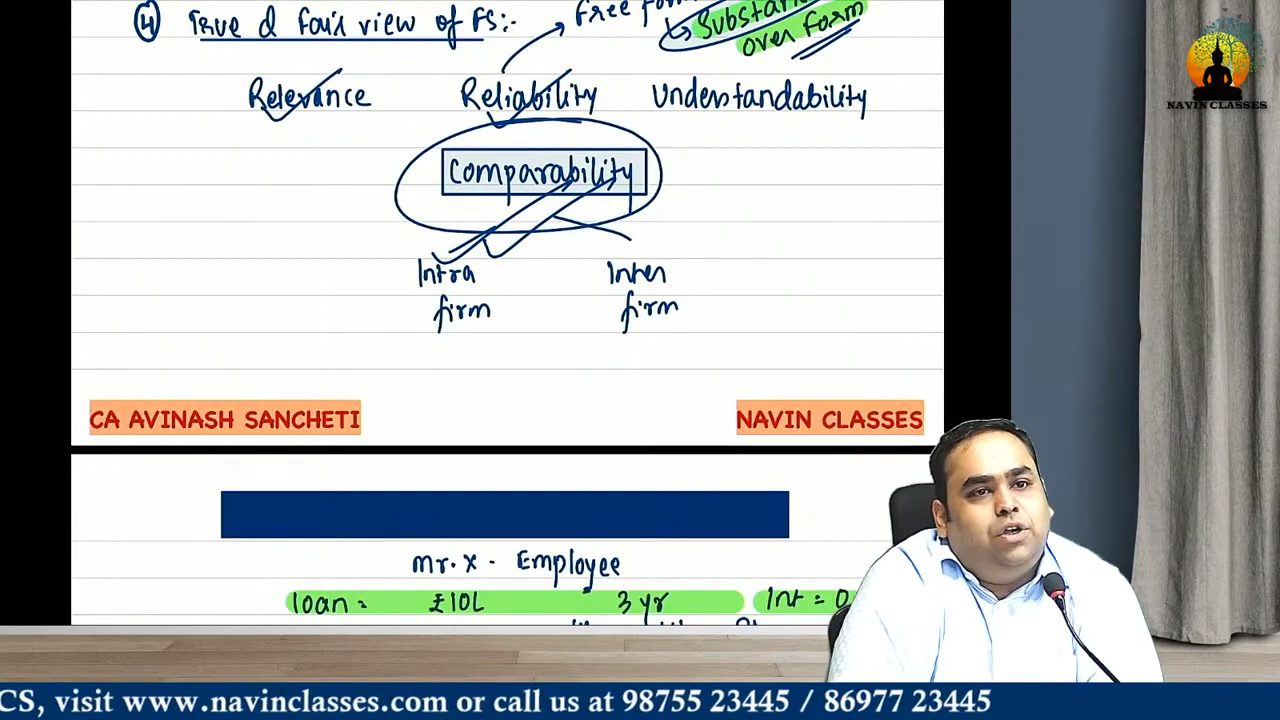 ④ True & Fair view of FS:-
Free
Substance
over Form
Relevance Reliability Understandability
Comparability
Intra Inter
firm firm
CA AVINASH SANCHETI NAVIN CLASSES
NAVIN CLASSES
Mr. X - Employee
loan = ₹10L 3 yr Int = 0
CS, visit www.navinclasses.com or call us at 98755 23445 / 86977 23445